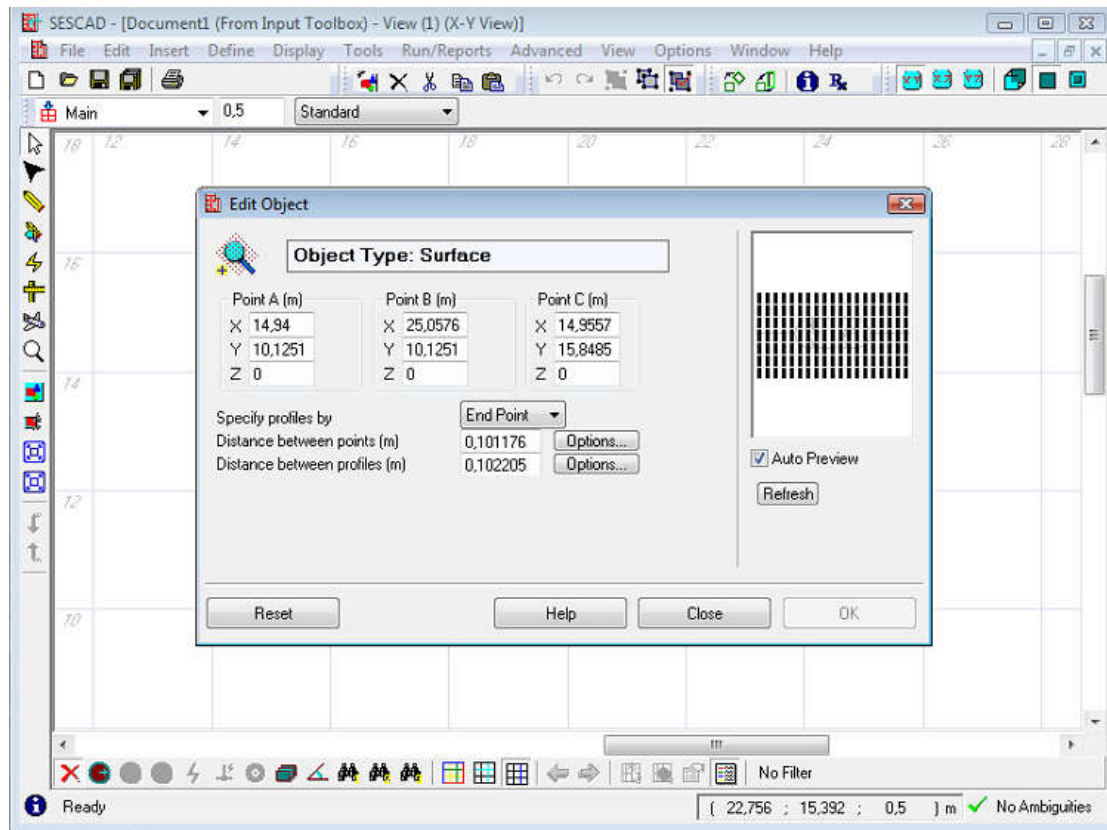 SESCAD - [Document1 (From Input Toolbox) - View (1) (X-Y View)]
File Edit Insert Define Display Tools Run/Reports Advanced View Options Window Help
Main 0,5 Standard
18 12 14 16 18 20 22 24 26 28
16
14
12
10
Edit Object
Object Type: Surface
Point A (m) Point B (m) Point C (m)
X 14,94 X 25,0576 X 14,9557
Y 10,1251 Y 10,1251 Y 15,8485
Z 0 Z 0 Z 0
Specify profiles by End Point
Distance between points (m) 0,101176 Options...
Distance between profiles (m) 0,102205 Options...
Auto Preview
Refresh
Reset Help Close OK
No Filter
Ready ( 22,756 ; 15,392 ; 0,5 ) m No Ambiguities